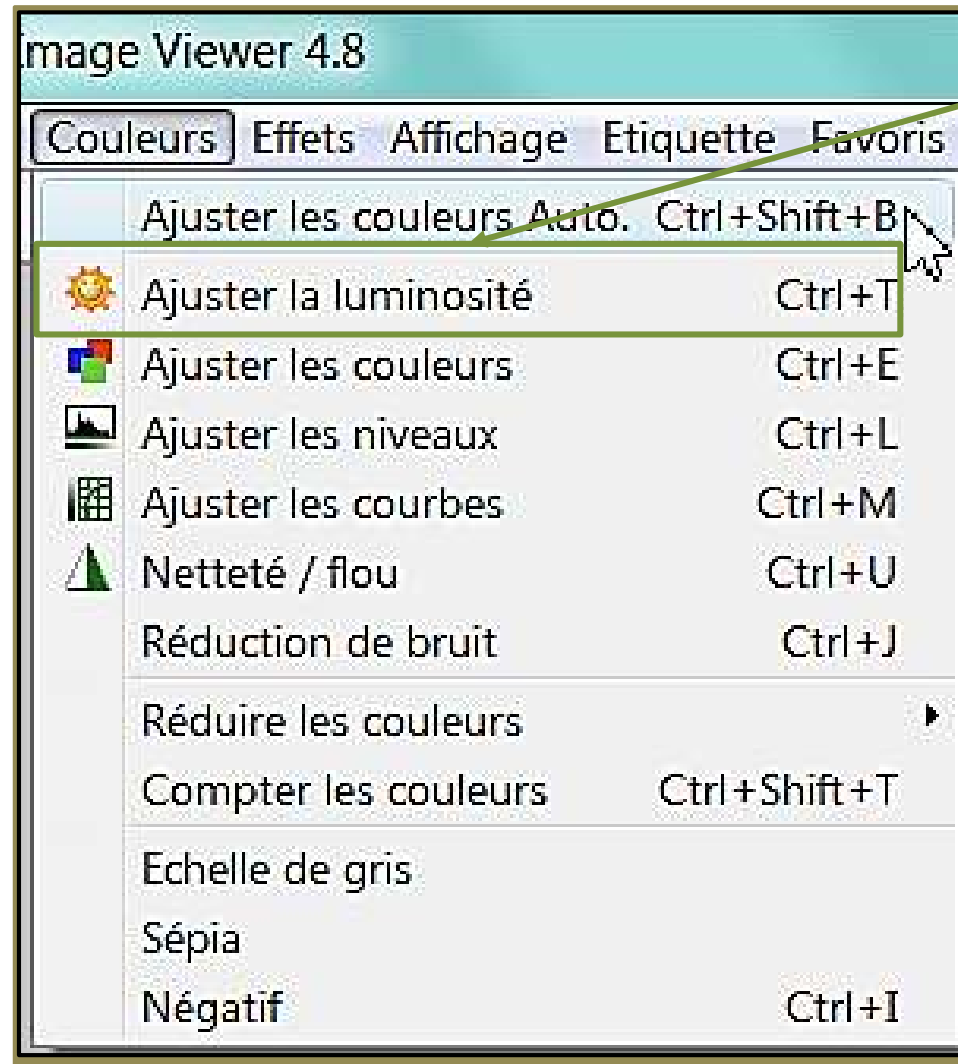 mage Viewer 4.8
Couleurs Effets Affichage Etiquette Favoris
Ajuster les couleurs Auto. Ctrl+Shift+B
Ajuster la luminosité Ctrl+T
Ajuster les couleurs Ctrl+E
Ajuster les niveaux Ctrl+L
Ajuster les courbes Ctrl+M
Netteté / flou Ctrl+U
Réduction de bruit Ctrl+J
Réduire les couleurs
Compter les couleurs Ctrl+Shift+T
Echelle de gris
Sépia
Négatif Ctrl+I